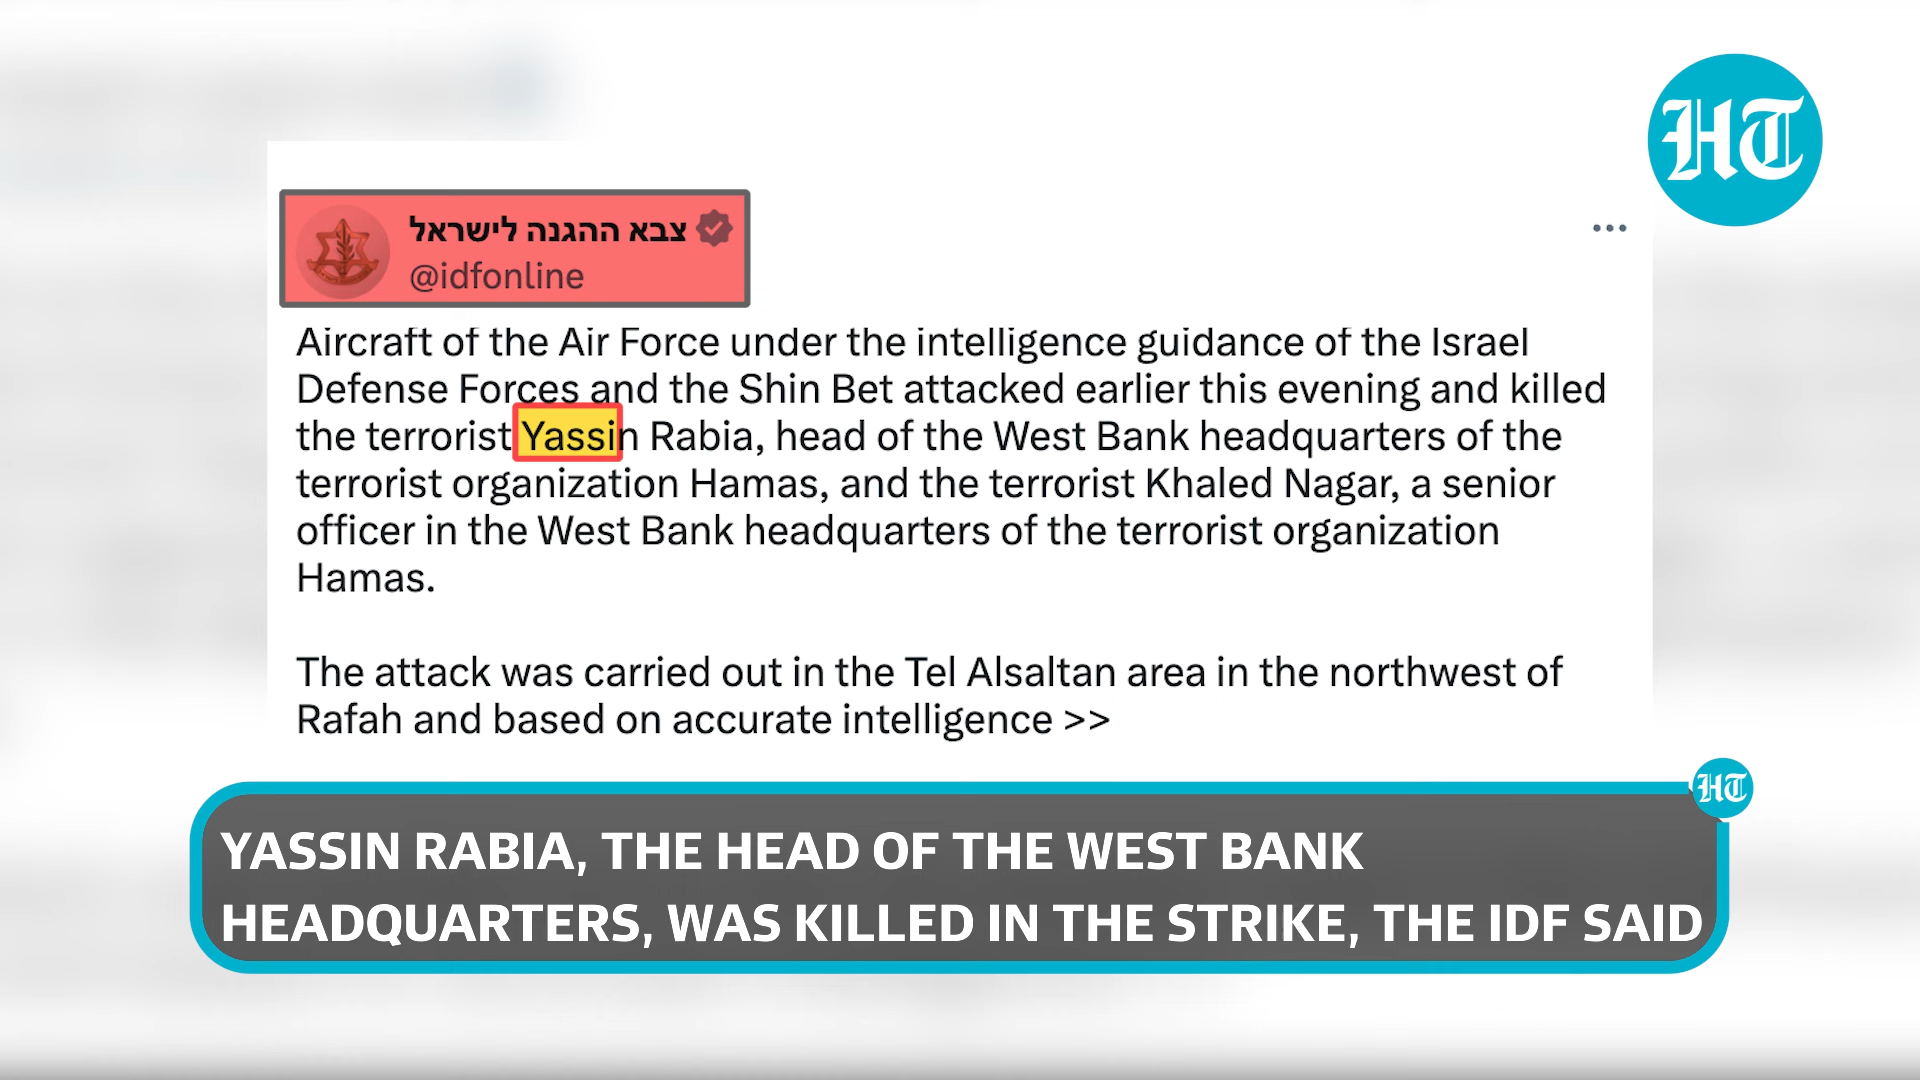 HT
צבא ההגנה לישראל
@idfonline
Aircraft of the Air Force under the intelligence guidance of the Israel
Defense Forces and the Shin Bet attacked earlier this evening and killed
the terrorist Yassin Rabia, head of the West Bank headquarters of the
terrorist organization Hamas, and the terrorist Khaled Nagar, a senior
officer in the West Bank headquarters of the terrorist organization
Hamas.
The attack was carried out in the Tel Alsaltan area in the northwest of
Rafah and based on accurate intelligence >>
HT
YASSIN RABIA, THE HEAD OF THE WEST BANK
HEADQUARTERS, WAS KILLED IN THE STRIKE, THE IDF SAID